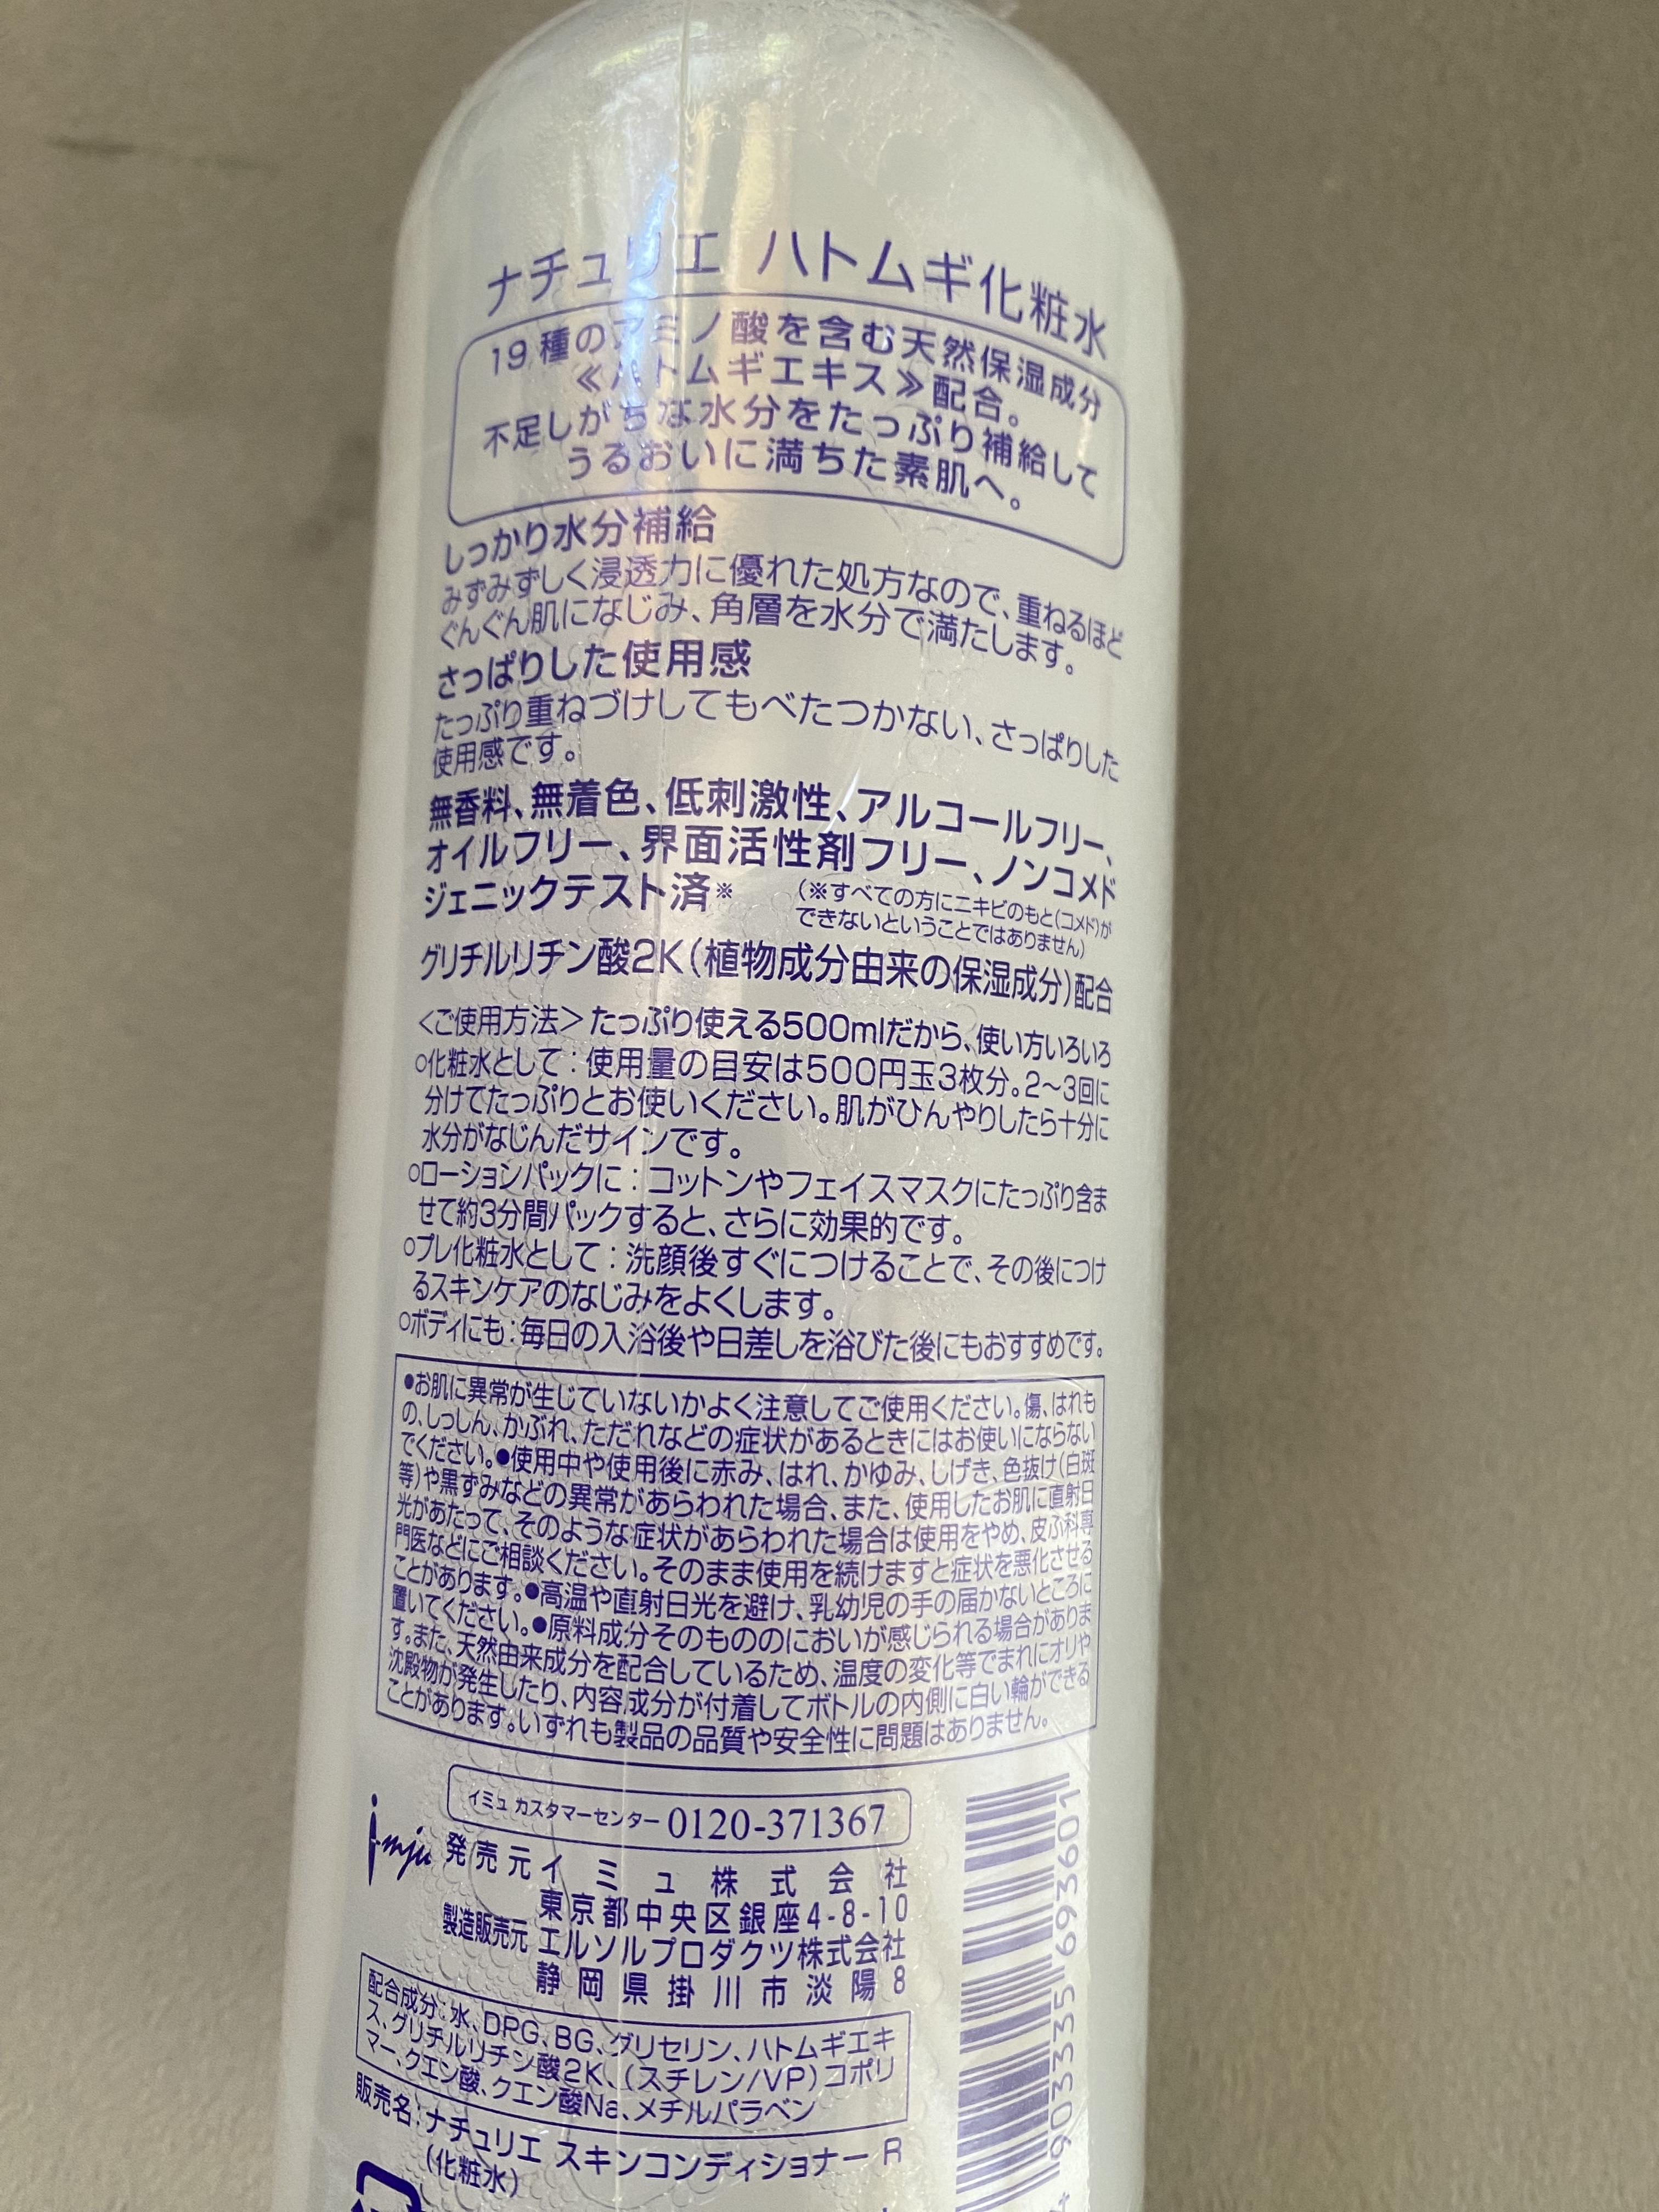 ナチュリエ ハトムギ化粧水
19種のアミノ酸を含む天然保湿成分
≪ハトムギエキス≫配合。
不足しがちな水分をたっぷり補給して
うるおいに満ちた素肌へ。
しっかり水分補給
みずみずしく浸透力に優れた処方なので、重ねるほど
ぐんぐん肌になじみ、角層を水分で満たします。
さっぱりした使用感
たっぷり重ねづけしてもべたつかない、さっぱりした
使用感です。
無香料、無着色、低刺激性、アルコールフリー、
オイルフリー、界面活性剤フリー、ノンコメド
ジェニックテスト済※
(※すべての方にニキビのもと(コメド)が
できないということではありません)
グリチルリチン酸2K(植物成分由来の保湿成分)配合
<ご使用方法>たっぷり使える500mlだから、使い方いろいろ
○化粧水として:使用量の目安は500円玉3枚分。2〜3回に
分けてたっぷりとお使いください。肌がひんやりしたら十分に
水分がなじんだサインです。
○ローションパックに:コットンやフェイスマスクにたっぷり含ま
せて約3分間パックすると、さらに効果的です。
○プレ化粧水として:洗顔後すぐにつけることで、その後につけ
るスキンケアのなじみをよくします。
○ボディにも:毎日の入浴後や日差しを浴びた後にもおすすめです。
●お肌に異常が生じていないかよく注意してご使用ください。傷、はれも
の、しっしん、かぶれ、ただれなどの症状があるときにはお使いにならない
でください。●使用中や使用後に赤み、はれ、かゆみ、しげき、色抜け(白斑
等)や黒ずみなどの異常があらわれた場合、また、使用したお肌に直射日
光があたって、そのような症状があらわれた場合は使用をやめ、皮ふ科専
門医などにご相談ください。そのまま使用を続けますと症状を悪化させる
ことがあります。●高温や直射日光を避け、乳幼児の手の届かないところに
置いてください。●原料成分そのもののにおいが感じられる場合がありま
す。また、天然由来成分を配合しているため、温度の変化等でまれにオリや
沈殿物が発生したり、内容成分が付着してボトルの内側に白い輪ができる
ことがあります。いずれも製品の品質や安全性に問題はありません。
イミュ カスタマーセンター 0120-371367
i-mju
発売元 イミュ株式会社
東京都中央区銀座4-8-10
製造販売元 エルソルプロダクツ株式会社
静岡県掛川市淡陽8
配合成分:水、DPG、BG、グリセリン、ハトムギエキ
ス、グリチルリチン酸2K、(スチレン/VP)コポリ
マー、クエン酸、クエン酸Na、メチルパラベン
販売名:ナチュリエ スキンコンディショナー R
(化粧水)
903335 693601